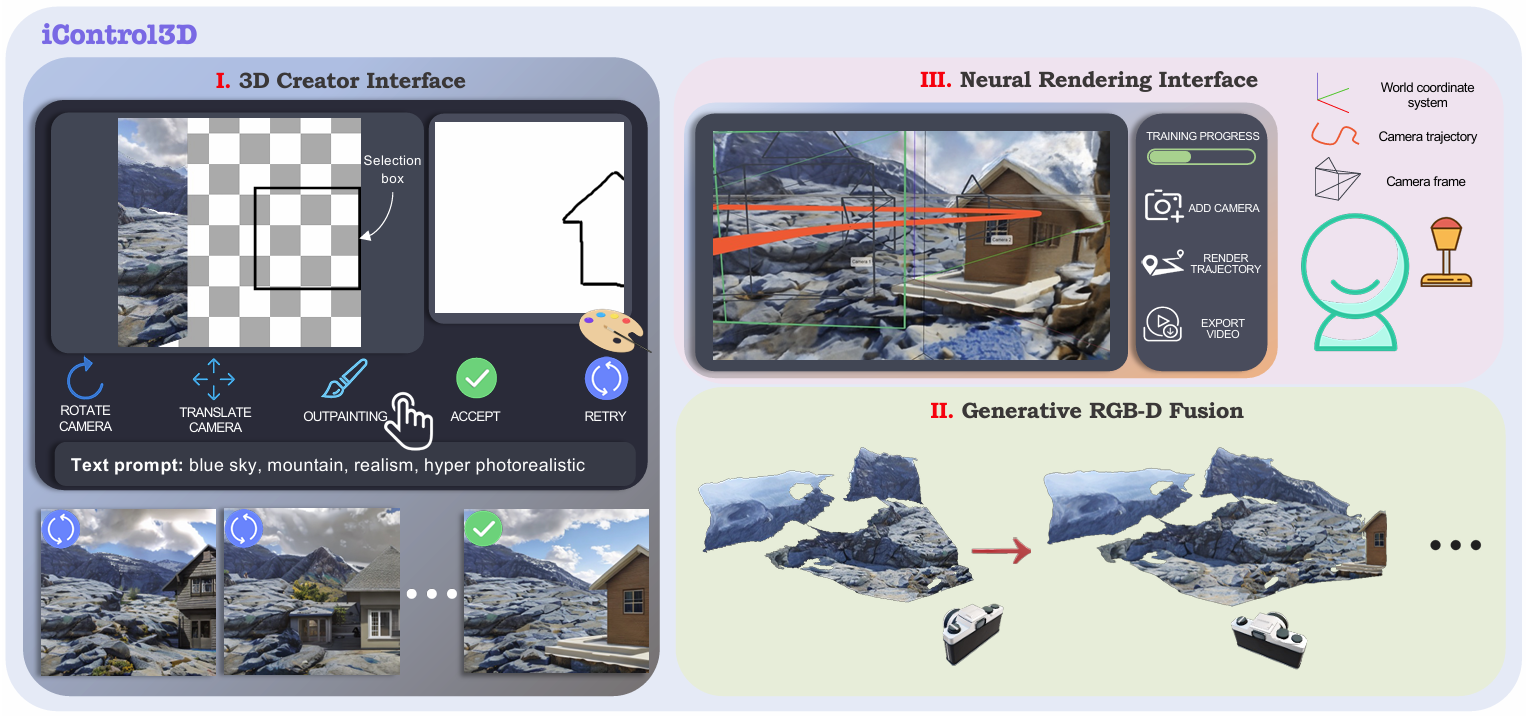 iControl3D
I. 3D Creator Interface
Selection
box
ROTATE
CAMERA
TRANSLATE
CAMERA
OUTPAINTING
ACCEPT
RETRY
Text prompt: blue sky, mountain, realism, hyper photorealistic
III. Neural Rendering Interface
Camera 1
Camera 2
TRAINING PROGRESS
ADD CAMERA
RENDER
TRAJECTORY
EXPORT
VIDEO
World coordinate
system
Camera trajectory
Camera frame
II. Generative RGB-D Fusion